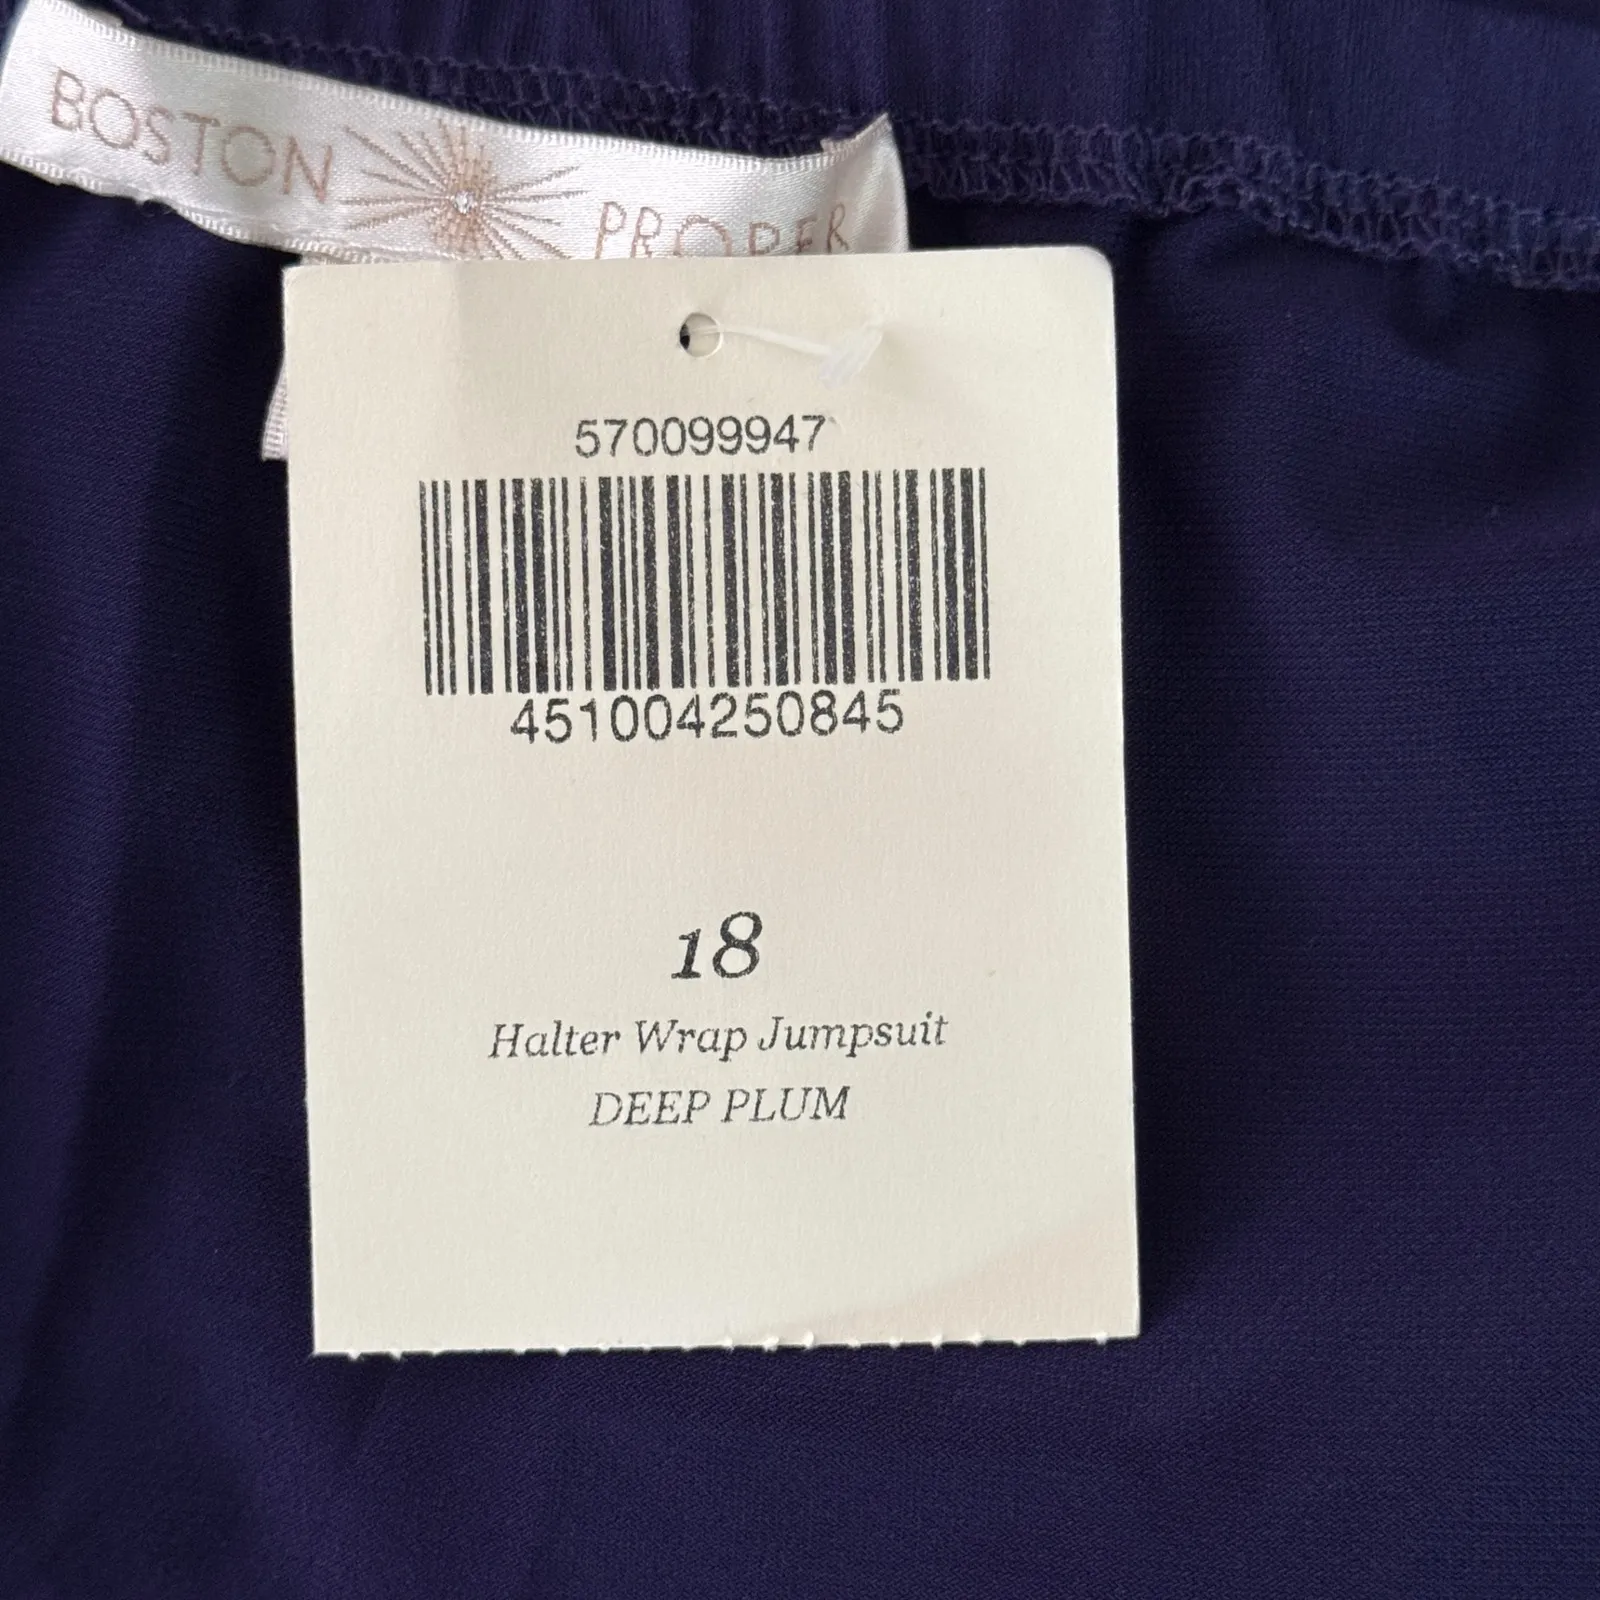 BOSTON PROPER
570099947
451004250845
18
Halter Wrap Jumpsuit
DEEP PLUM